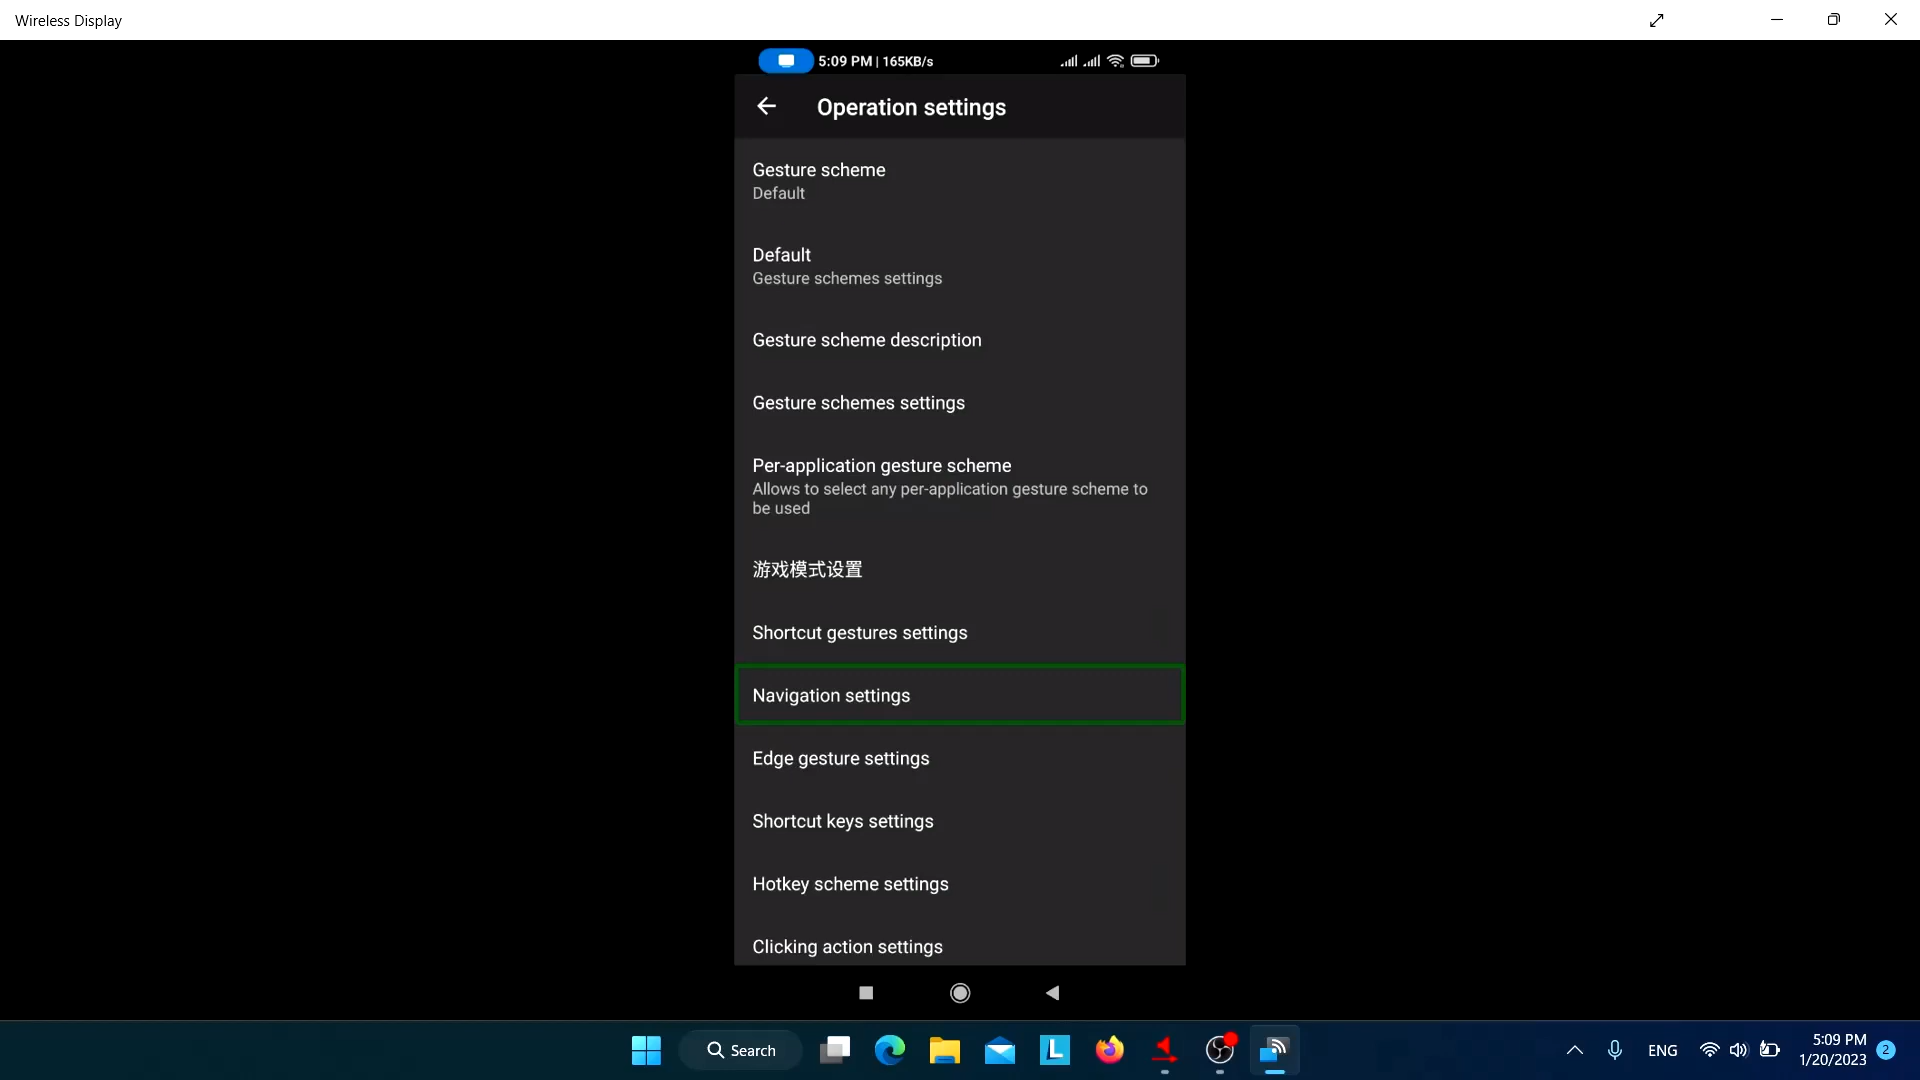 Wireless Display
5:09 PM | 165KB/s
Operation settings
Gesture scheme
Default
Default
Gesture schemes settings
Gesture scheme description
Gesture schemes settings
Per-application gesture scheme
Allows to select any per-application gesture scheme to
be used
游戏模式设置
Shortcut gestures settings
Navigation settings
Edge gesture settings
Shortcut keys settings
Hotkey scheme settings
Clicking action settings
Search
L
ENG
5:09 PM
1/20/2023
2